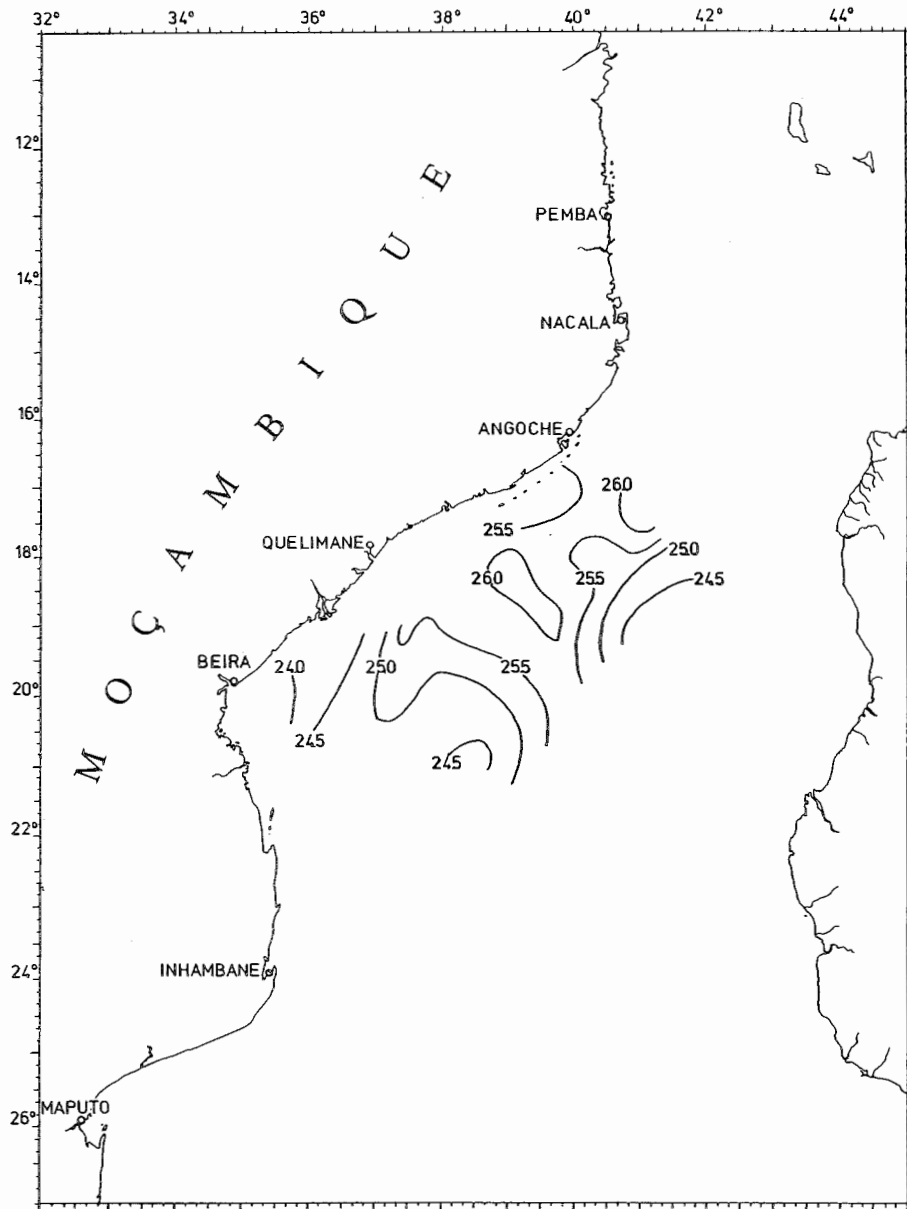 32° 34° 36° 38° 40° 42° 44°
12°
PEMBA
14°
NACALA
16°
ANGOCHE
260
255
QUELIMANE
18°
250
260
255
245
BEIRA
240
250
255
20°
245
245
22°
INHAMBANE
24°
MAPUTO
26°
MOÇAMBIQUE